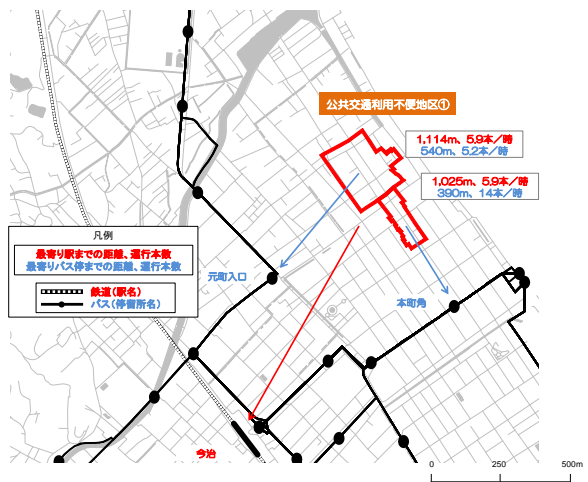 公共交通利用不便地区①
1,114m、5.9本／時
540m、5.2本／時
1,025m、5.9本／時
390m、14本／時
凡例
最寄り駅までの距離、運行本数
最寄りバス停までの距離、運行本数
鉄道（駅名）
バス（停留所名）
元町入口
本町角
今治
0 250 500m